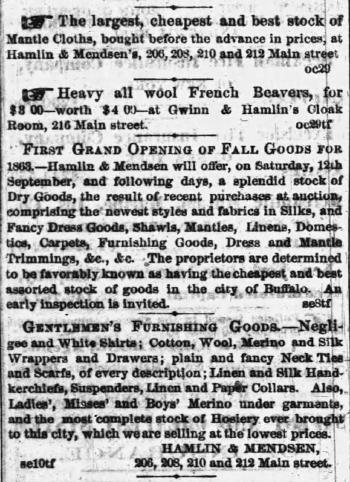 ☞ The largest, cheapest and best stock of
Mantle Cloths, bought before the advance in prices, at
Hamlin & Mendsen's, 206, 208, 210 and 212 Main street
oc29
☞ Heavy all wool French Beavers, for
$3 00—worth $4 00—at Gwinn & Hamlin's Cloak
Room, 216 Main street. oc29tf
FIRST GRAND OPENING OF FALL GOODS FOR
1863.—Hamlin & Mendsen will offer, on Saturday, 12th
September, and following days, a splendid stock of
Dry Goods, the result of recent purchases at auction,
comprising the newest styles and fabrics in Silks, and
Fancy Dress Goods, Shawls, Mantles, Linens, Domes-
tics, Carpets, Furnishing Goods, Dress and Mantle
Trimmings, &c., &c. The proprietors are determined
to be favorably known as having the cheapest and best
assorted stock of goods in the city of Buffalo. An
early inspection is invited. se8tf
GENTLEMEN'S FURNISHING GOODS.—Negli-
gee and White Shirts; Cotton, Wool, Merino and Silk
Wrappers and Drawers; plain and fancy Neck Ties
and Scarfs, of every description; Linen and Silk Hand-
kerchiefs, Suspenders, Linen and Paper Collars. Also,
Ladies', Misses' and Boys' Merino under garments,
and the most complete stock of Hosiery ever brought
to this city, which we are selling at the lowest prices.
HAMLIN & MENDSEN,
se10tf 206, 208, 210 and 212 Main street.